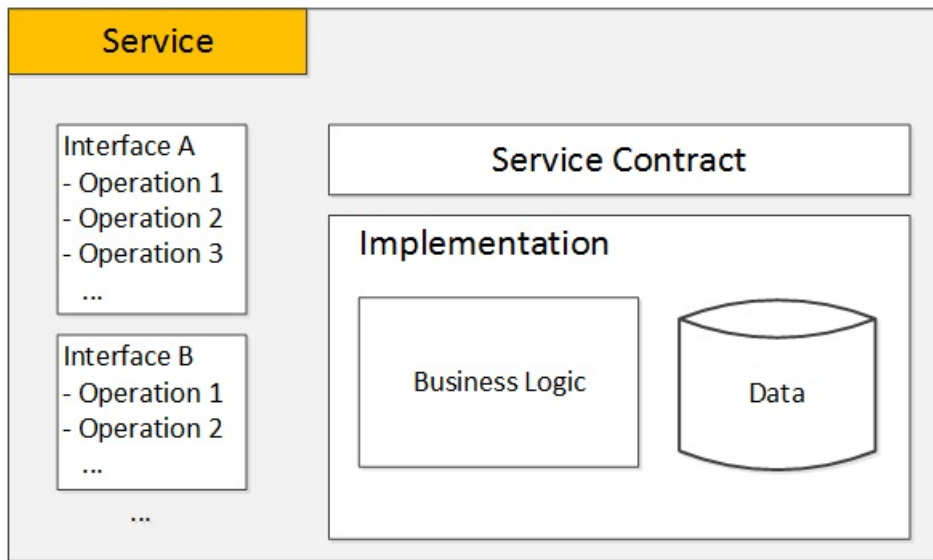 Service
Interface A
- Operation 1
- Operation 2
- Operation 3
...
Interface B
- Operation 1
- Operation 2
...
...
Service Contract
Implementation
Business Logic
Data